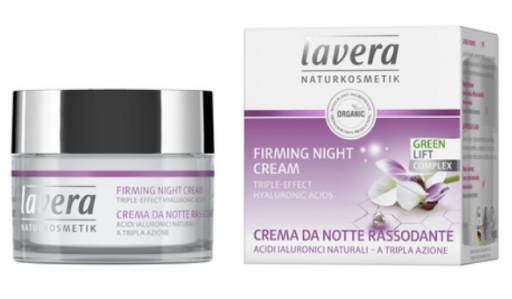 lavera
NATURKOSMETIK
FIRMING NIGHT CREAM
TRIPLE-EFFECT HYALURONIC ACIDS
CREMA DA NOTTE RASSODANTE
ACIDI IALURONICI NATURALI –
A TRIPLA AZIONE
lavera
NATURKOSMETIK
ORGANIC
FIRMING NIGHT
CREAM
TRIPLE-EFFECT
HYALURONIC ACIDS
GREEN
LIFT
COMPLEX
CREMA DA NOTTE RASSODANTE
ACIDI IALURONICI NATURALI – A TRIPLA AZIONE